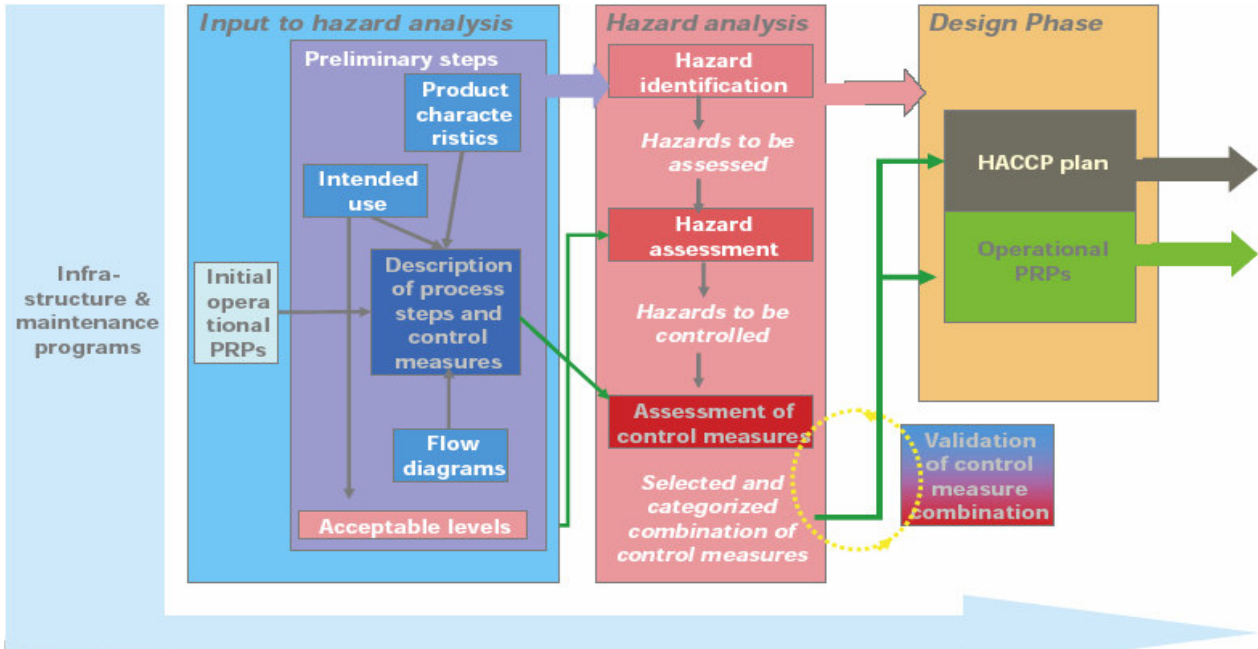 Infra-
structure &
maintenance
programs
Input to hazard analysis
Preliminary steps
Product
characte
ristics
Intended
use
Initial
opera
tional
PRPs
Description
of process
steps and
control
measures
Flow
diagrams
Acceptable levels
Hazard analysis
Hazard
identification
Hazards to be
assessed
Hazard
assessment
Hazards to be
controlled
Assessment of
control measures
Selected and
categorized
combination of
control measures
Design Phase
HACCP plan
Operational
PRPs
Validation
of control
measure
combination